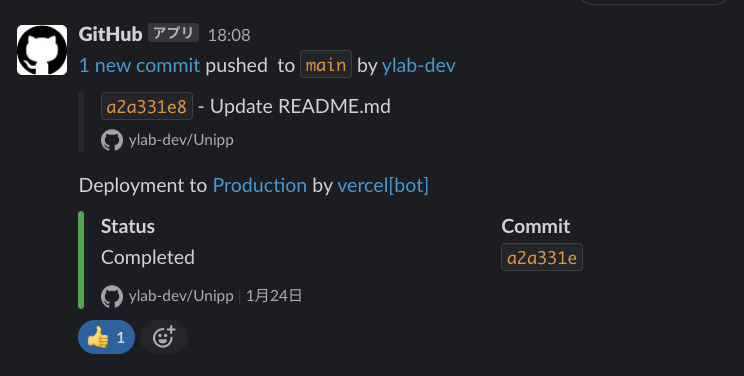 GitHub アプリ 18:08
1 new commit pushed to main by ylab-dev
a2a331e8 - Update README.md
ylab-dev/Unipp
Deployment to Production by vercel[bot]
Status Commit
Completed a2a331e
ylab-dev/Unipp | 1月24日
1